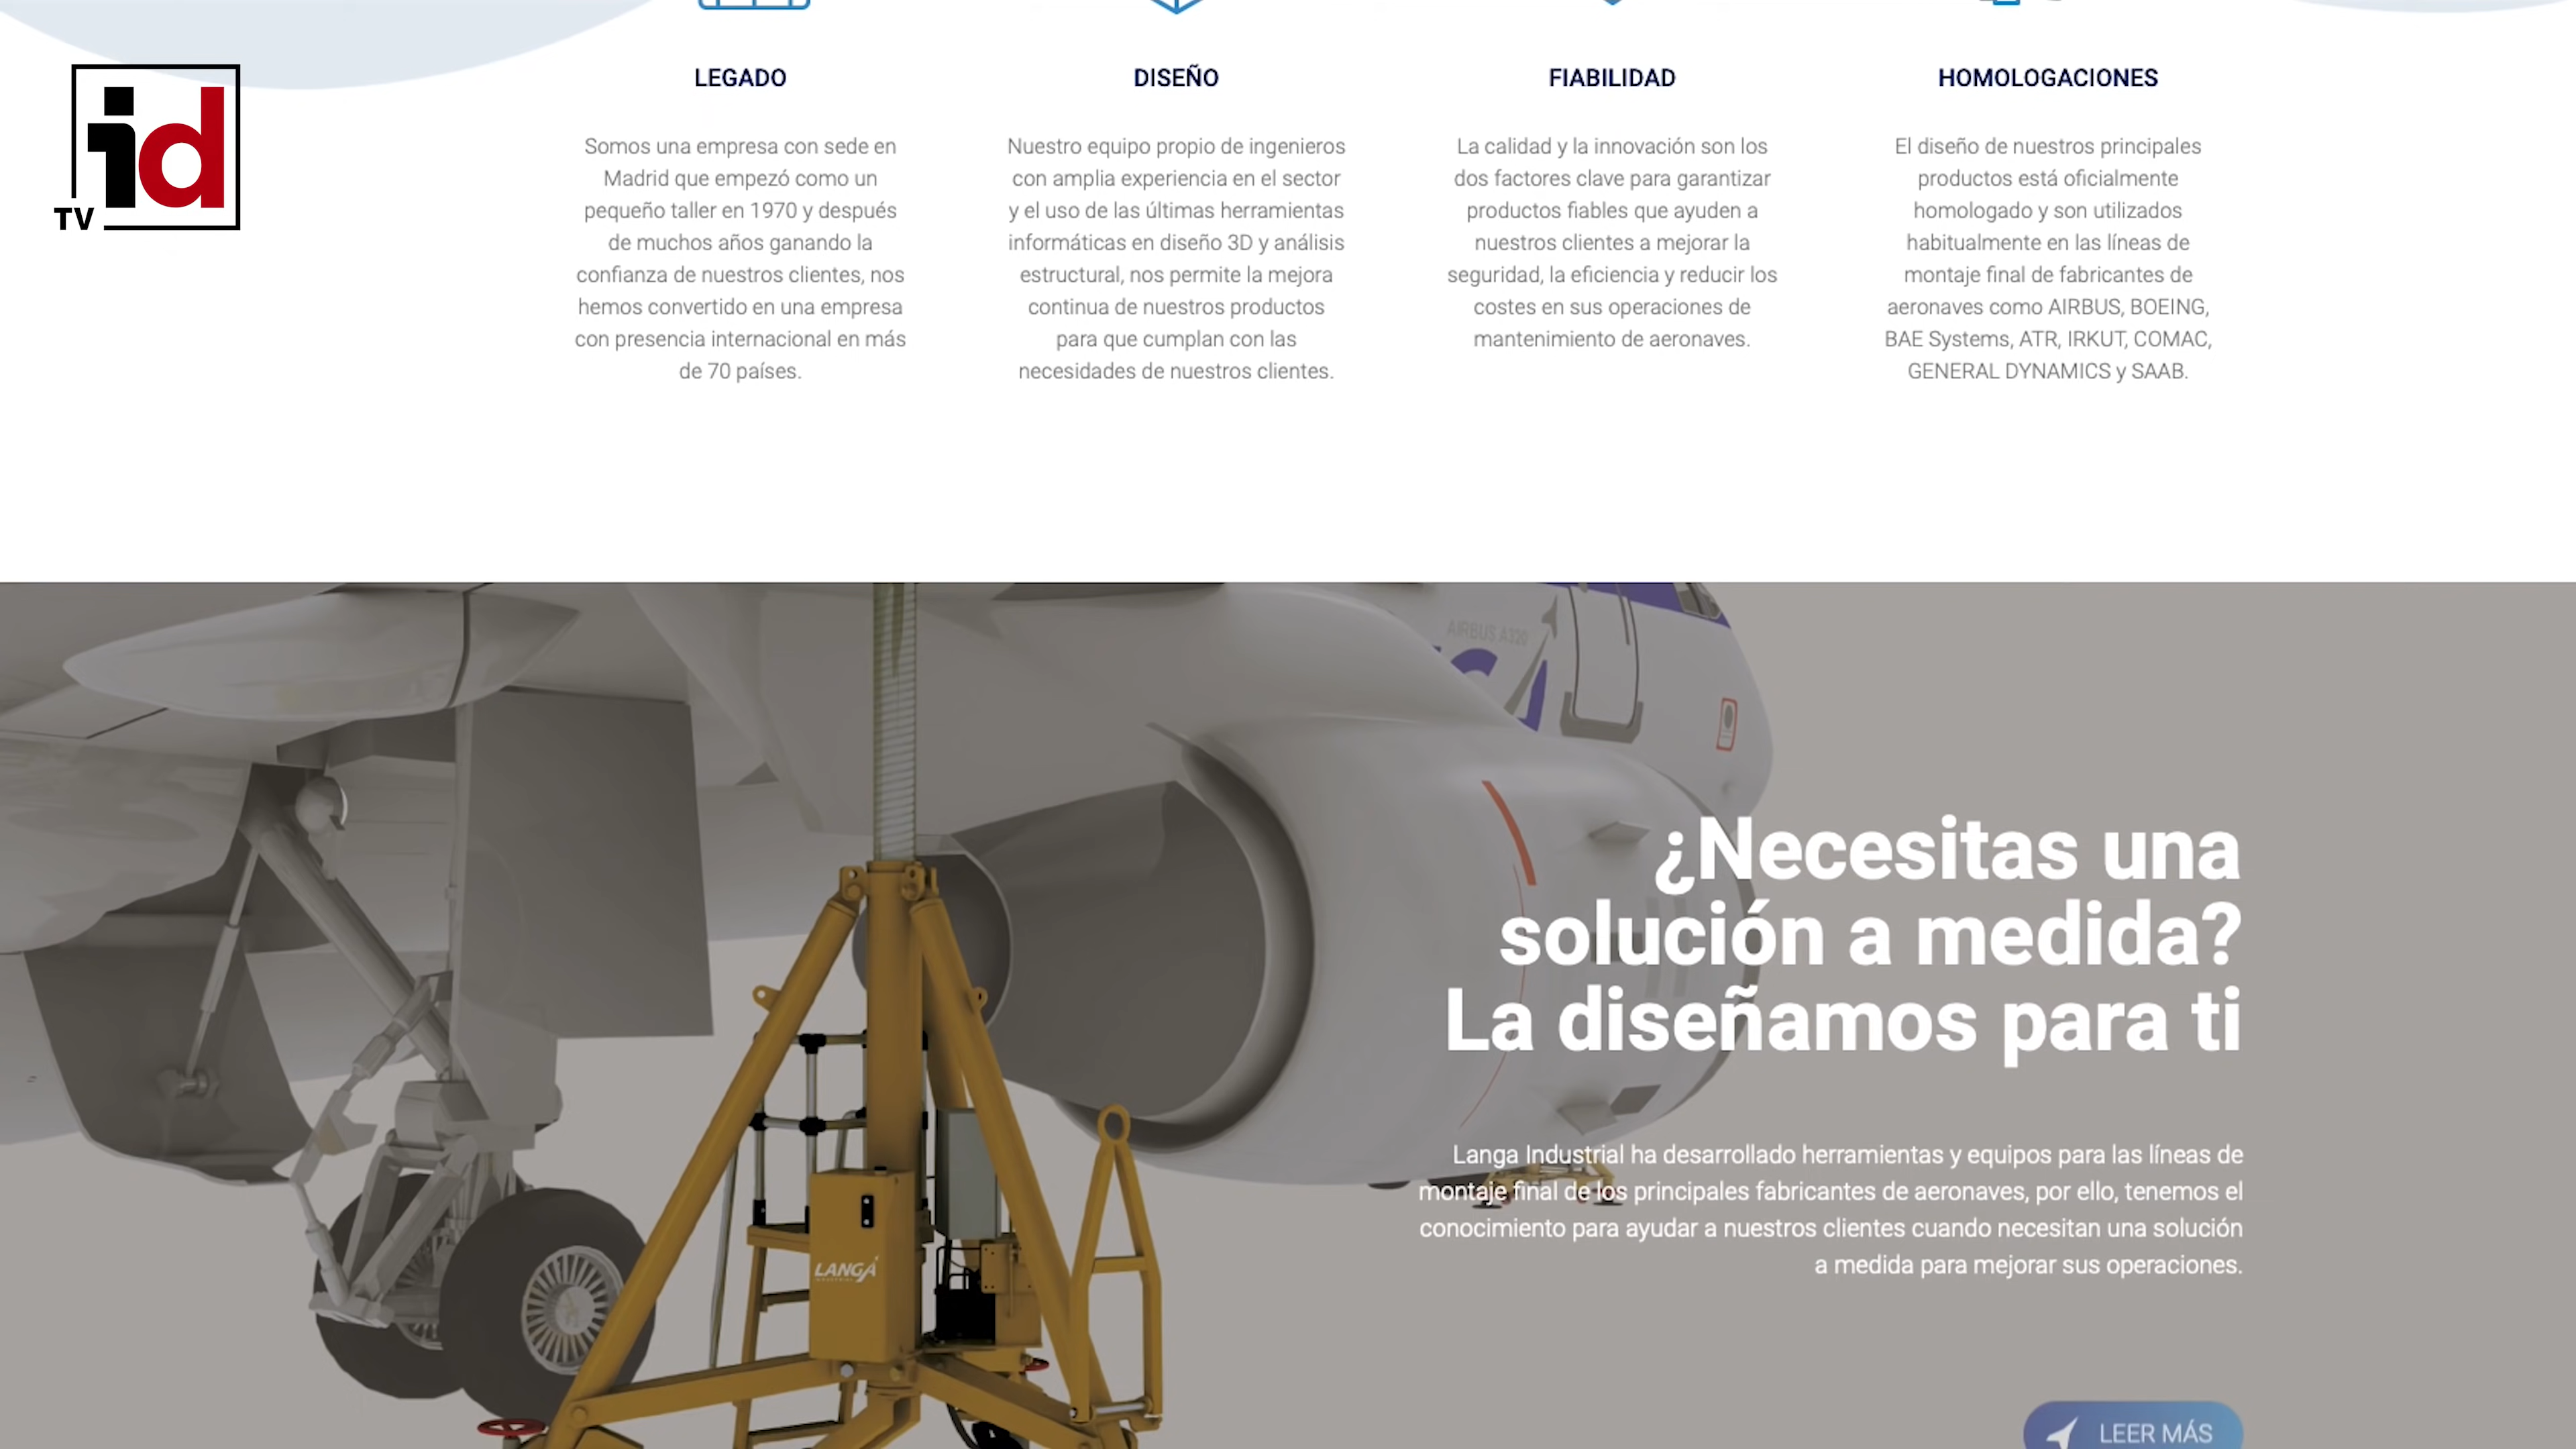 id
TV
LEGADO
Somos una empresa con sede en
Madrid que empezó como un
pequeño taller en 1970 y después
de muchos años ganando la
confianza de nuestros clientes, nos
hemos convertido en una empresa
con presencia internacional en más
de 70 países.
DISEÑO
Nuestro equipo propio de ingenieros
con amplia experiencia en el sector
y el uso de las últimas herramientas
informáticas en diseño 3D y análisis
estructural, nos permite la mejora
continua de nuestros productos
para que cumplan con las
necesidades de nuestros clientes.
FIABILIDAD
La calidad y la innovación son los
dos factores clave para garantizar
productos fiables que ayuden a
nuestros clientes a mejorar la
seguridad, la eficiencia y reducir los
costes en sus operaciones de
mantenimiento de aeronaves.
HOMOLOGACIONES
El diseño de nuestros principales
productos está oficialmente
homologado y son utilizados
habitualmente en las líneas de
montaje final de fabricantes de
aeronaves como AIRBUS, BOEING,
BAE Systems, ATR, IRKUT, COMAC,
GENERAL DYNAMICS y SAAB.
AIRBUS A320
¿Necesitas una
solución a medida?
La diseñamos para ti
Langa Industrial ha desarrollado herramientas y equipos para las líneas de
montaje final de los principales fabricantes de aeronaves, por ello, tenemos el
conocimiento para ayudar a nuestros clientes cuando necesitan una solución
a medida para mejorar sus operaciones.
LANGA
LEER MÁS